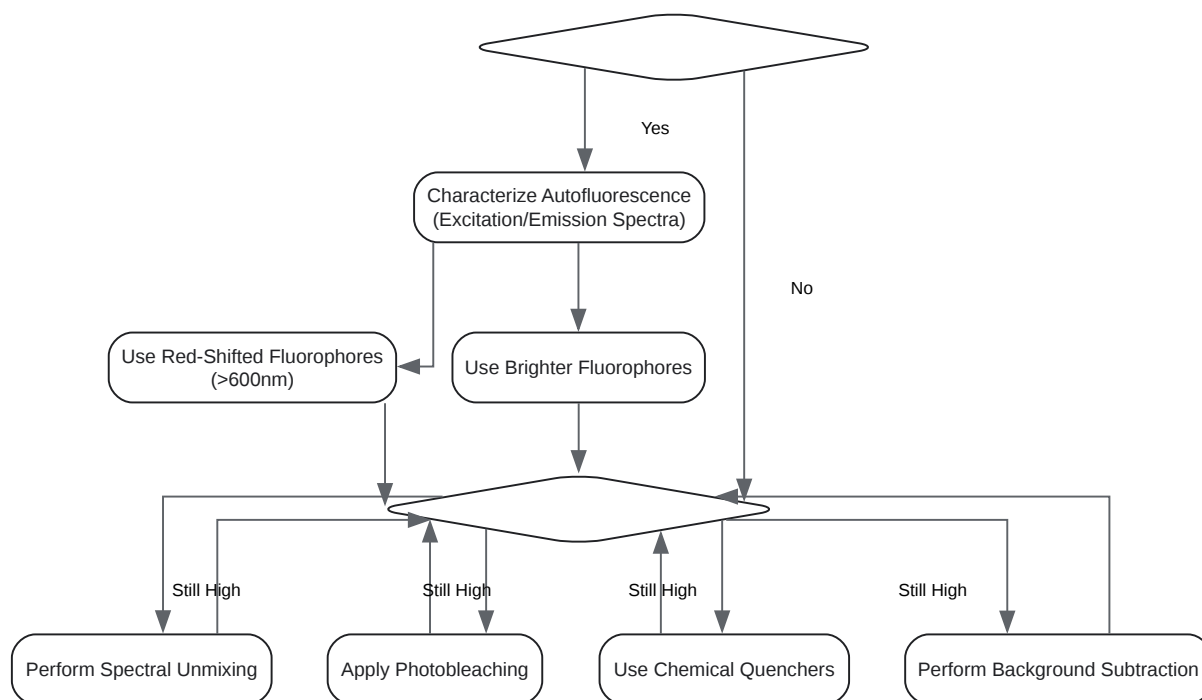 Yes
Characterize Autofluorescence
(Excitation/Emission Spectra)
No
Use Red-Shifted Fluorophores
(>600nm)
Use Brighter Fluorophores
Still High
Still High
Still High
Still High
Perform Spectral Unmixing
Apply Photobleaching
Use Chemical Quenchers
Perform Background Subtraction